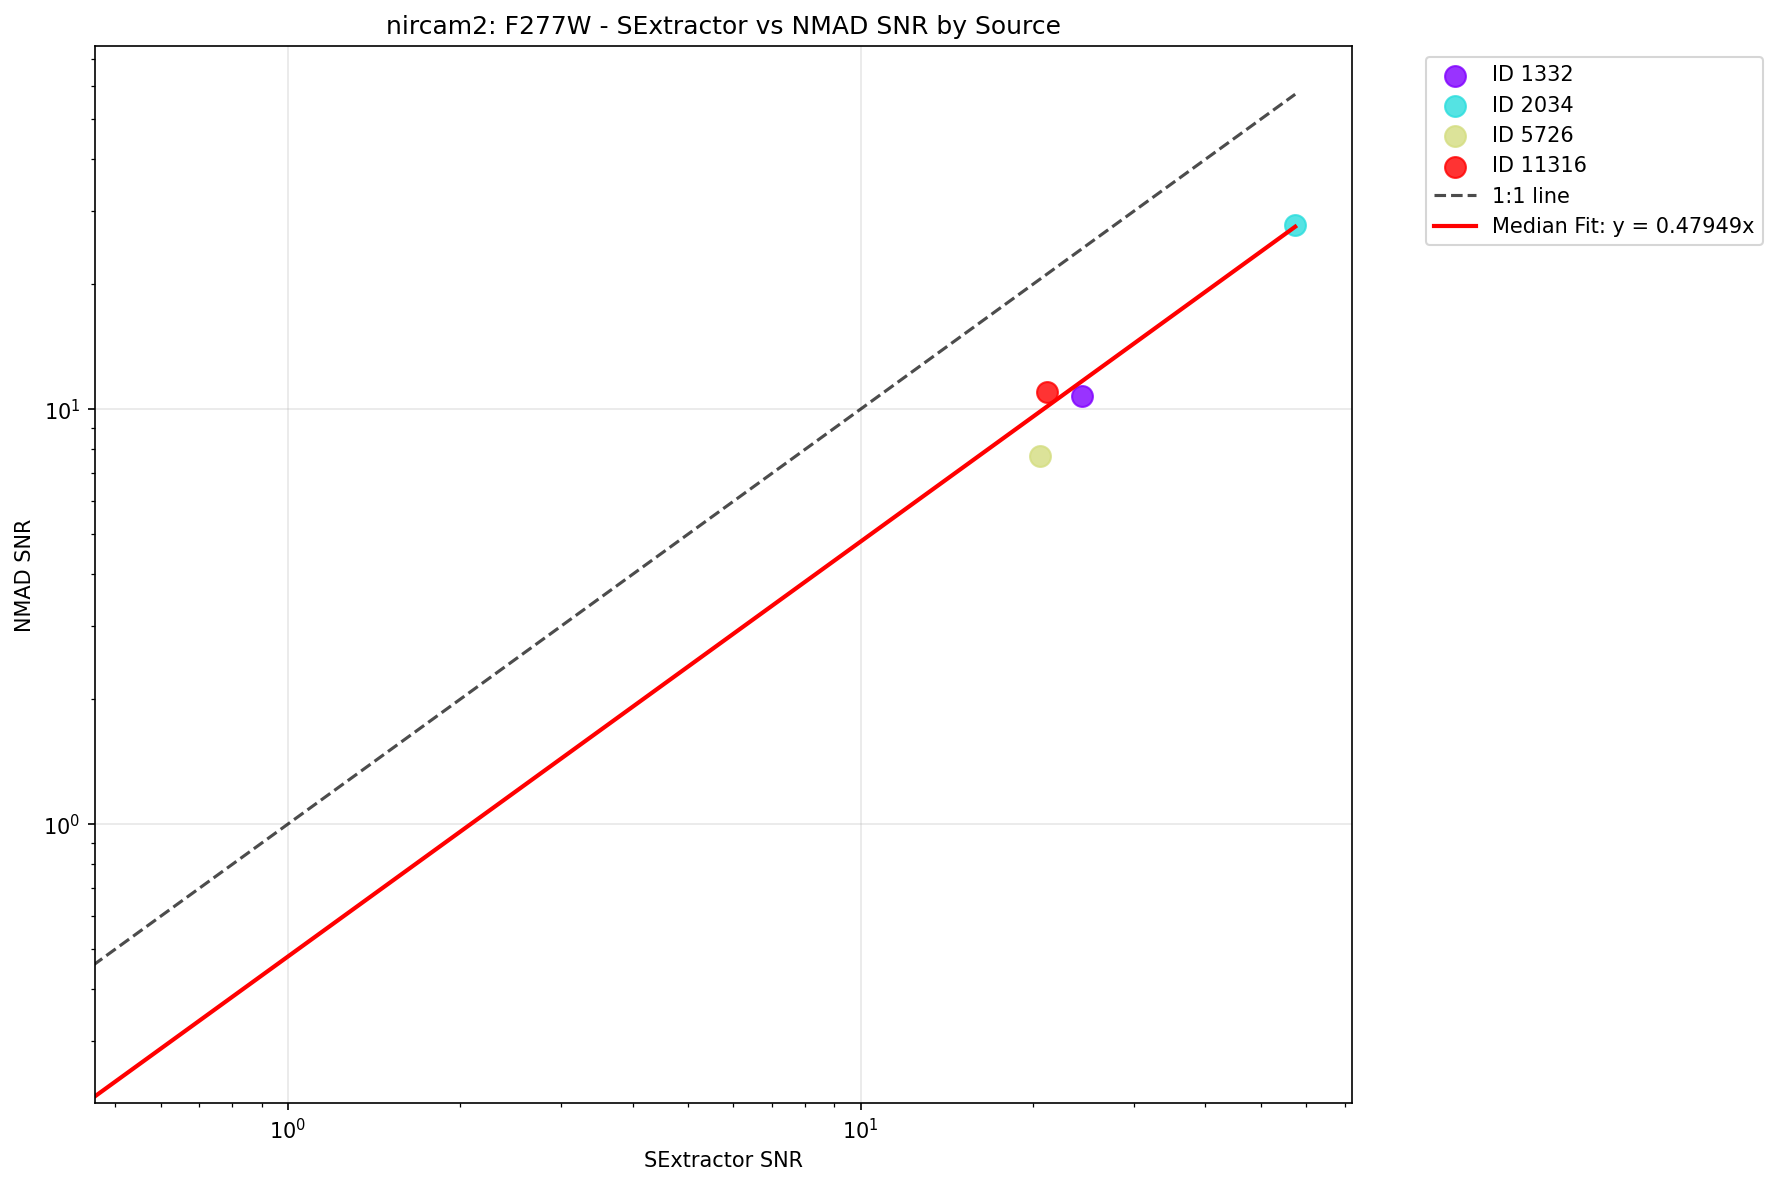 nircam2: F277W - SExtractor vs NMAD SNR by Source
ID 1332
ID 2034
ID 5726
ID 11316
1:1 line
Median Fit: y = 0.47949x
NMAD SNR
10¹
10⁰
10⁰
10¹
SExtractor SNR